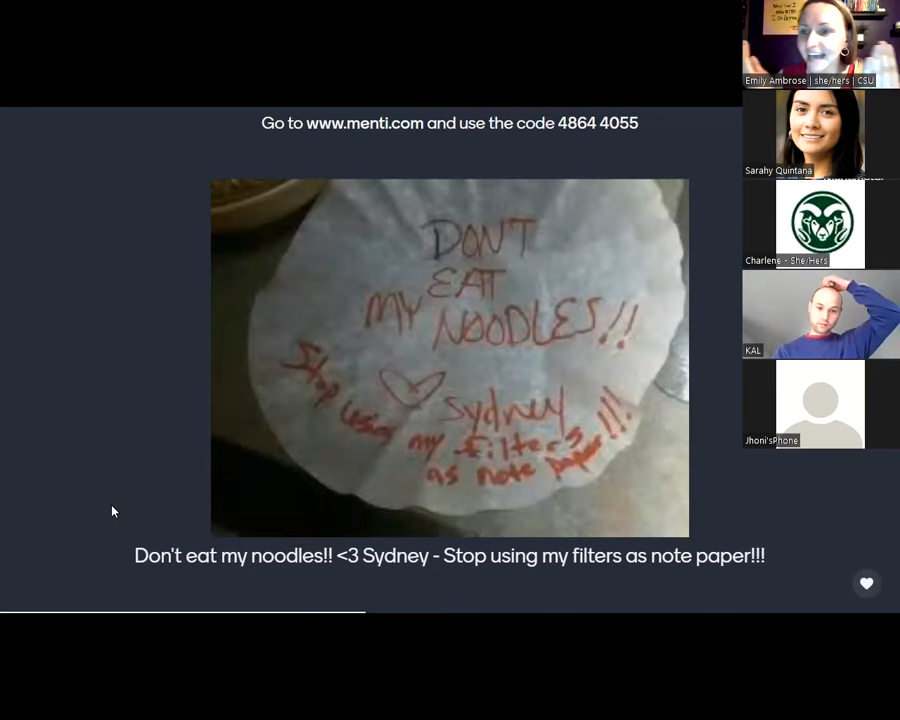 Go to www.menti.com and use the code 4864 4055
DON'T
EAT
MY NOODLES!!
♡ Sydney
Stop using my filters
as note paper!!!
Don't eat my noodles!! <3 Sydney - Stop using my filters as note paper!!!
Emily Ambrose | she/hers | CSU
Sarahy Quintana
Charlene - She/Hers
KAL
Jhoni'sPhone